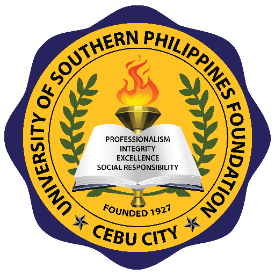 UNIVERSITY OF SOUTHERN PHILIPPINES FOUNDATION
PROFESSIONALISM
INTEGRITY
EXCELLENCE
SOCIAL RESPONSIBILITY
FOUNDED 1927
CEBU CITY